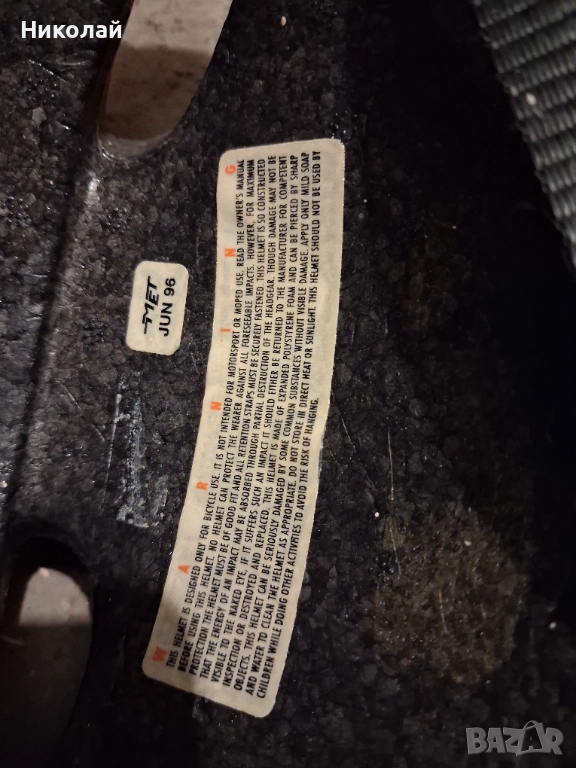 Николай
MET
JUN 96
WARNING
THIS HELMET IS DESIGNED ONLY FOR BICYCLE USE. IT IS NOT INTENDED FOR MOTORSPORT OR MOPED USE. READ THE OWNER'S MANUAL
BEFORE USING THIS HELMET. NO HELMET CAN PROTECT THE WEARER AGAINST ALL FORESEEABLE IMPACTS. HOWEVER, FOR MAXIMUM
PROTECTION THE HELMET MUST BE OF GOOD FIT AND ALL RETENTION STRAPS MUST BE SECURELY FASTENED. THIS HELMET IS SO CONSTRUCTED
THAT THE ENERGY OF AN IMPACT MAY BE ABSORBED THROUGH PARTIAL DESTRUCTION OF THE HEADGEAR, THOUGH DAMAGE MAY NOT BE
VISIBLE TO THE NAKED EYE, IF IT SUFFERS SUCH AN IMPACT IT SHOULD EITHER BE RETURNED TO THE MANUFACTURER FOR COMPETENT
INSPECTION OR DESTROYED AND REPLACED. THIS HELMET IS MADE OF EXPANDED POLYSTYRENE FOAM AND CAN BE PIERCED BY SHARP
OBJECTS. THIS HELMET CAN BE SERIOUSLY DAMAGED BY SOME COMMON SUBSTANCES WITHOUT VISIBLE DAMAGE. APPLY ONLY MILD SOAP
AND WATER TO CLEAN THE HELMET AS APPROPRIATE. DO NOT STORE IN DIRECT HEAT OR SUNLIGHT. THIS HELMET SHOULD NOT BE USED BY
CHILDREN WHILE DOING OTHER ACTIVITIES TO AVOID THE RISK OF HANGING.
BAZAR